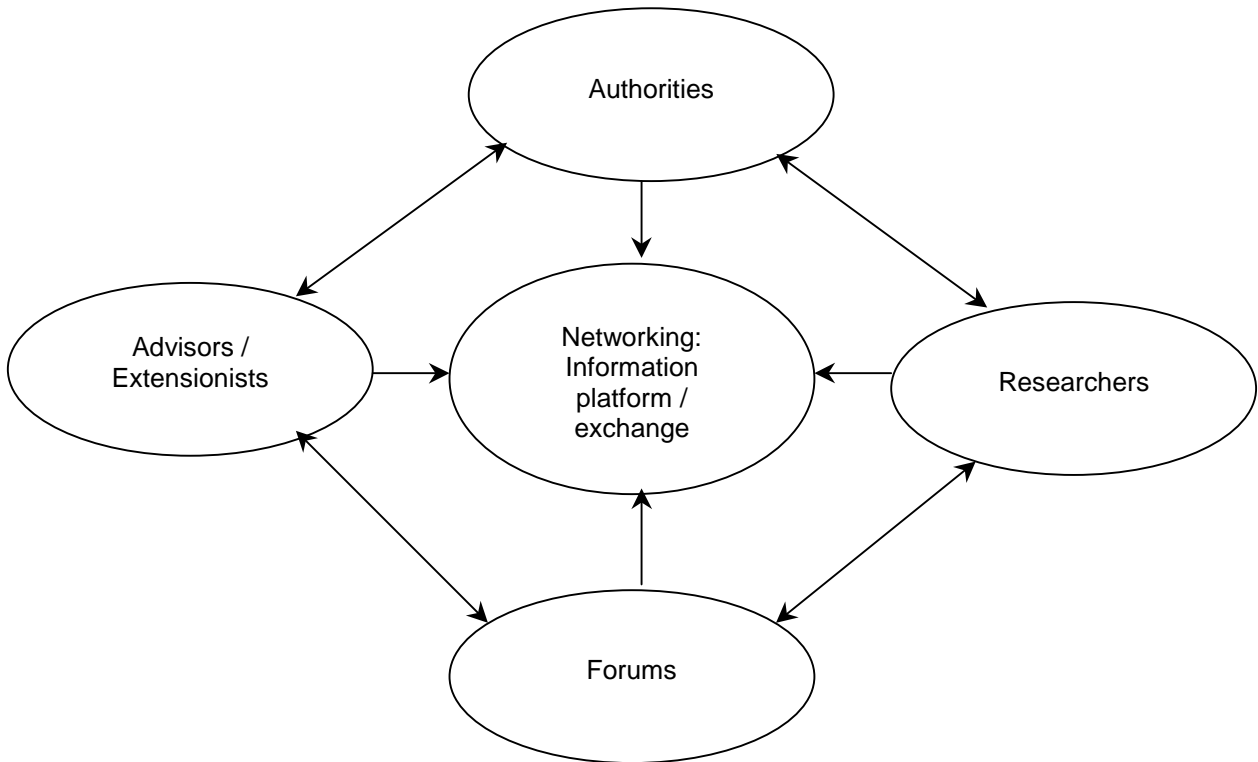 Authorities
Advisors /
Extensionists
Networking:
Information
platform /
exchange
Researchers
Forums